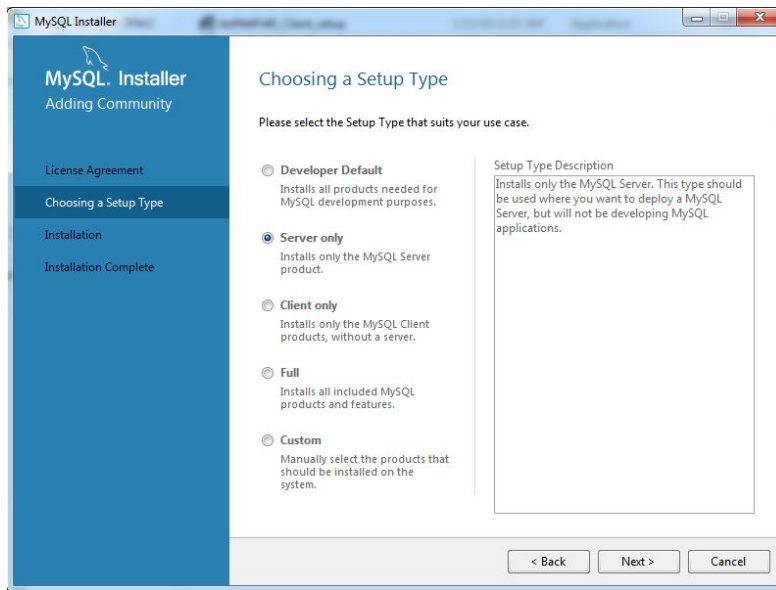 MySQL Installer
MySQL. Installer
Adding Community
License Agreement
Choosing a Setup Type
Installation
Installation Complete
Choosing a Setup Type
Please select the Setup Type that suits your use case.
Developer Default
Installs all products needed for
MySQL development purposes.
Server only
Installs only the MySQL Server
product.
Client only
Installs only the MySQL Client
products, without a server.
Full
Installs all included MySQL
products and features.
Custom
Manually select the products that
should be installed on the
system.
Setup Type Description
Installs only the MySQL Server. This type should
be used where you want to deploy a MySQL
Server, but will not be developing MySQL
applications.
< Back
Next >
Cancel